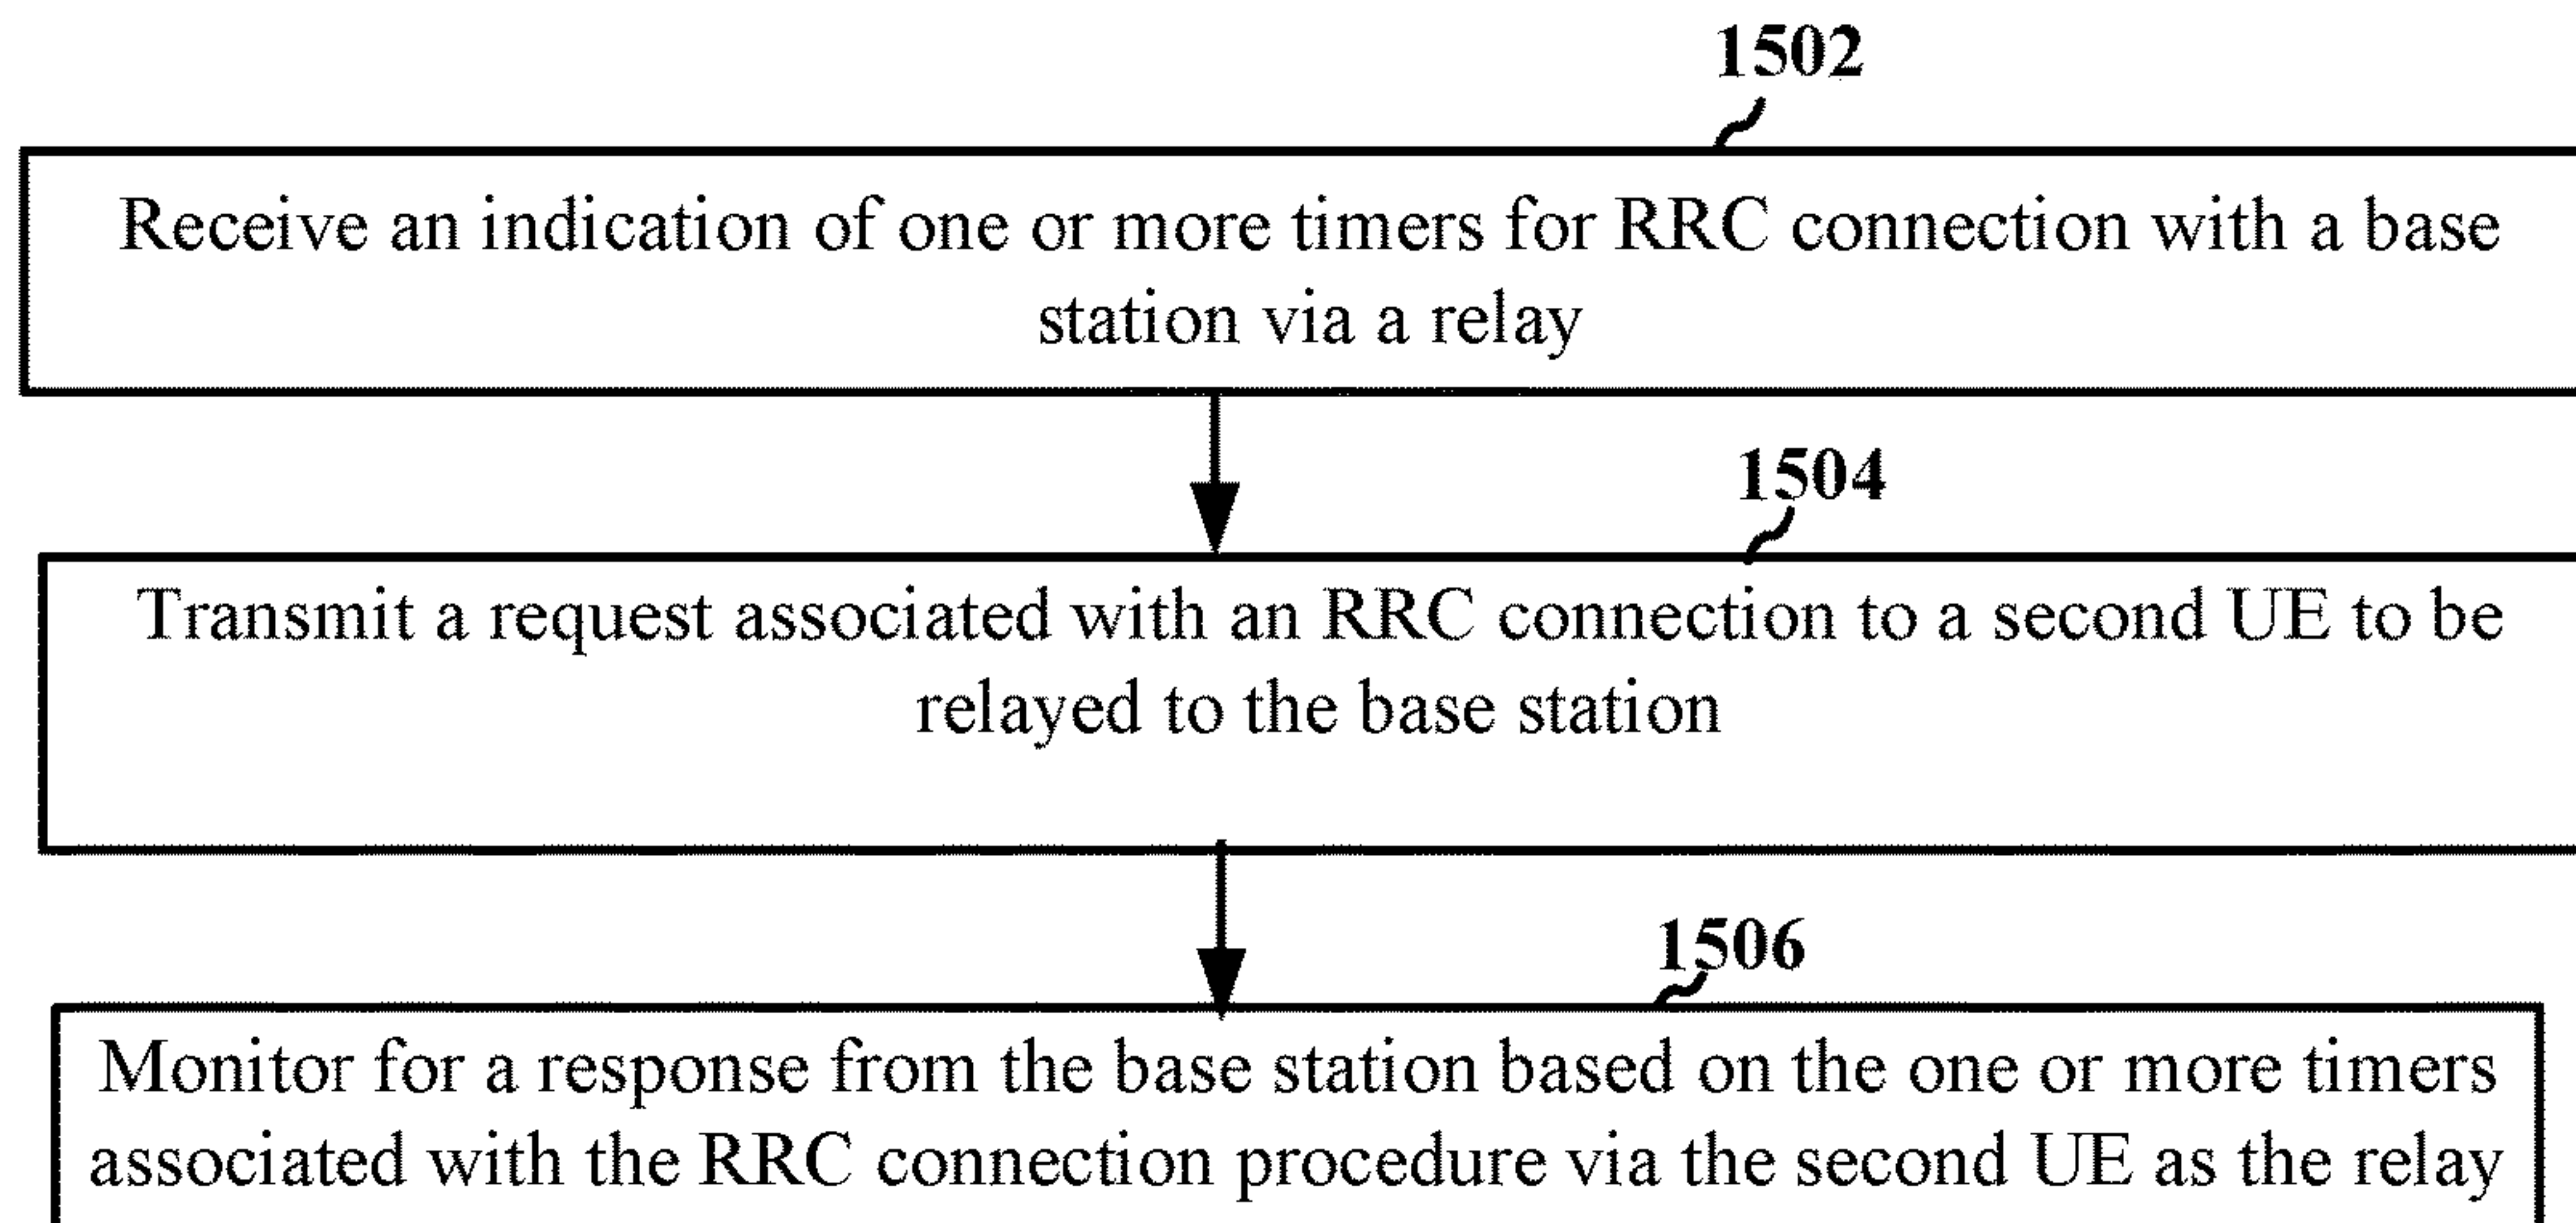 1502
Receive an indication of one or more timers for RRC connection with a base
station via a relay
1504
Transmit a request associated with an RRC connection to a second UE to be
relayed to the base station
1506
Monitor for a response from the base station based on the one or more timers
associated with the RRC connection procedure via the second UE as the relay